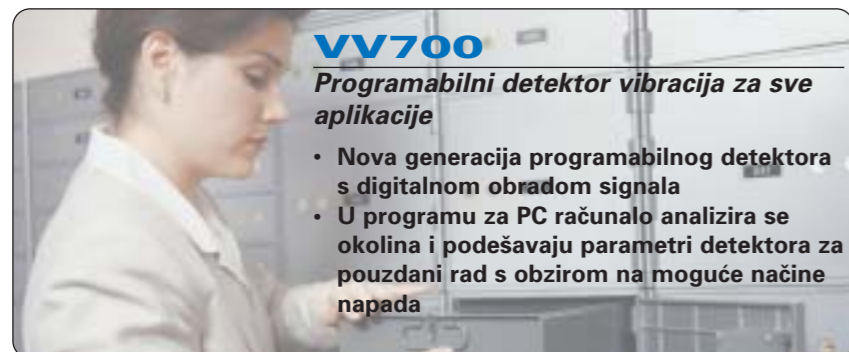 VV700
Programabilni detektor vibracija za sve
aplikacije
• Nova generacija programabilnog detektora
s digitalnom obradom signala
• U programu za PC računalo analizira se
okolina i podešavaju parametri detektora za
pouzdani rad s obzirom na moguće načine
napada